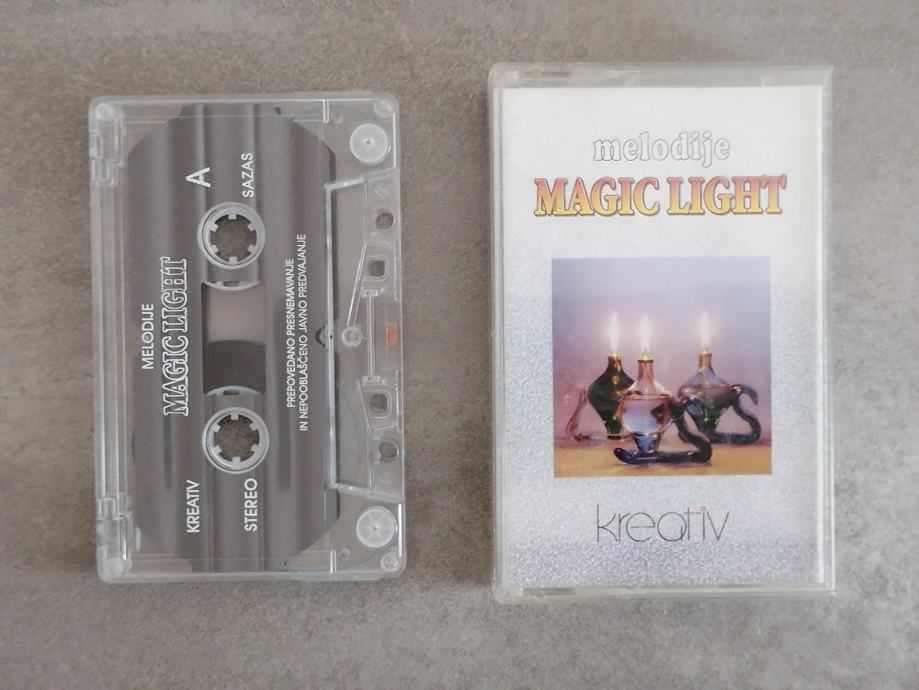 MELODIJE
MAGIC LIGHT
A
SAZAS
KREATIV
STEREO
PREPOVEDANO PRESNEMAVANJE
IN NEPOOBLAŠČENO JAVNO PREDVAJANJE
melodije
MAGIC LIGHT
kreativ